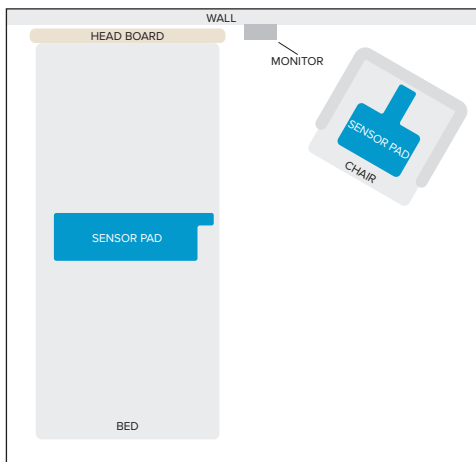 WALL
HEAD BOARD
MONITOR
SENSOR PAD
CHAIR
SENSOR PAD
BED